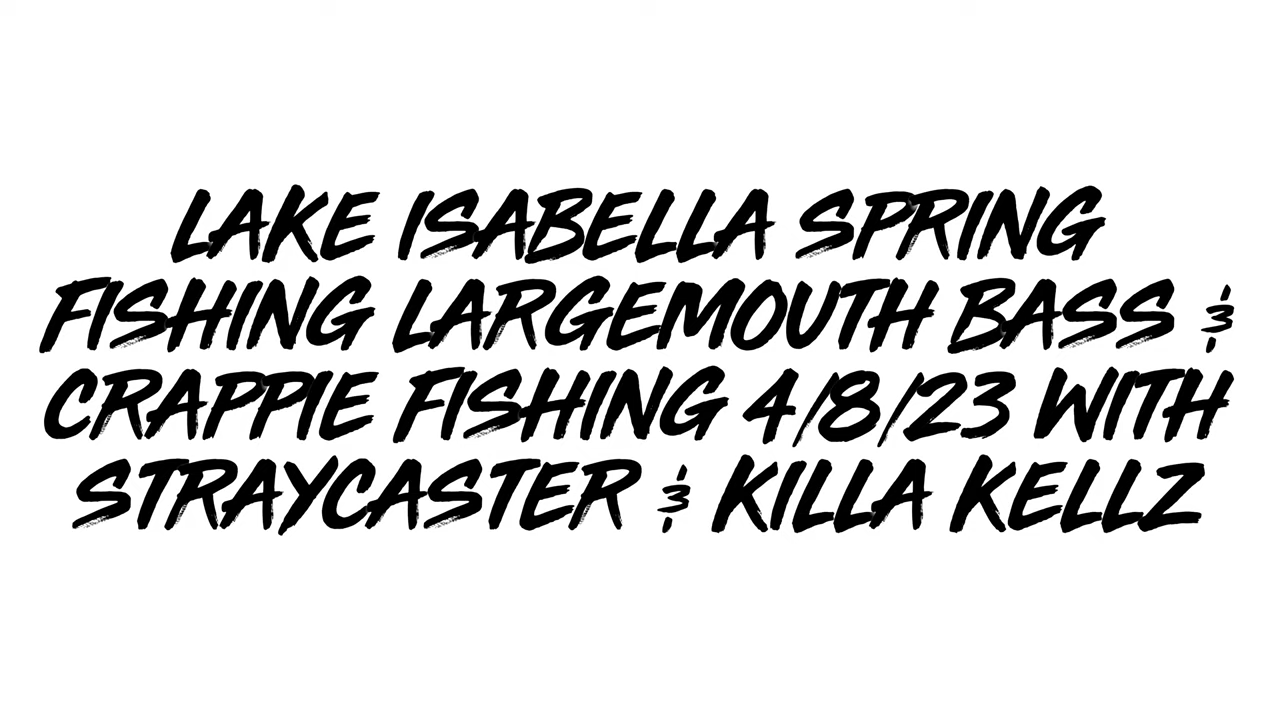 LAKE ISABELLA SPRING
FISHING LARGEMOUTH BASS &
CRAPPIE FISHING 4/8/23 WITH
STRAYCASTER & KILLA KELLZ